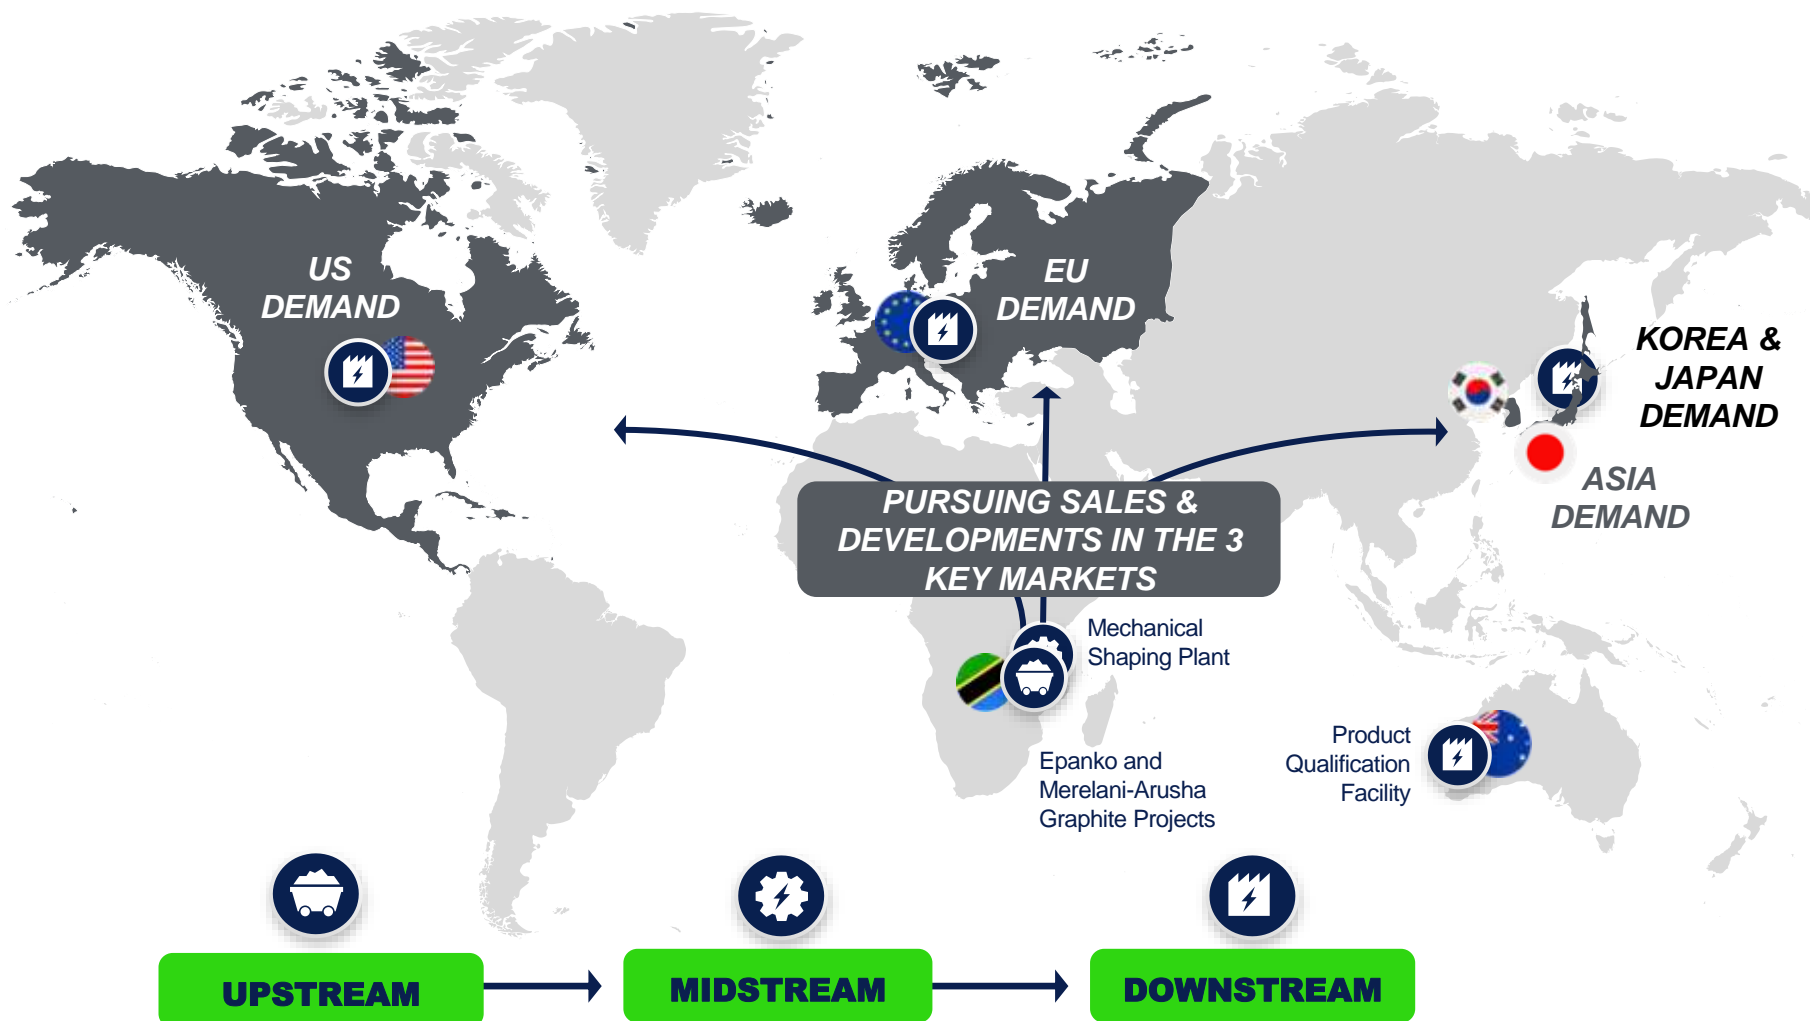 US
DEMAND
EU
DEMAND
KOREA &
JAPAN
DEMAND
ASIA
DEMAND
PURSUING SALES &
DEVELOPMENTS IN THE 3
KEY MARKETS
Mechanical
Shaping Plant
Epanko and
Merelani-Arusha
Graphite Projects
Product
Qualification
Facility
UPSTREAM
MIDSTREAM
DOWNSTREAM